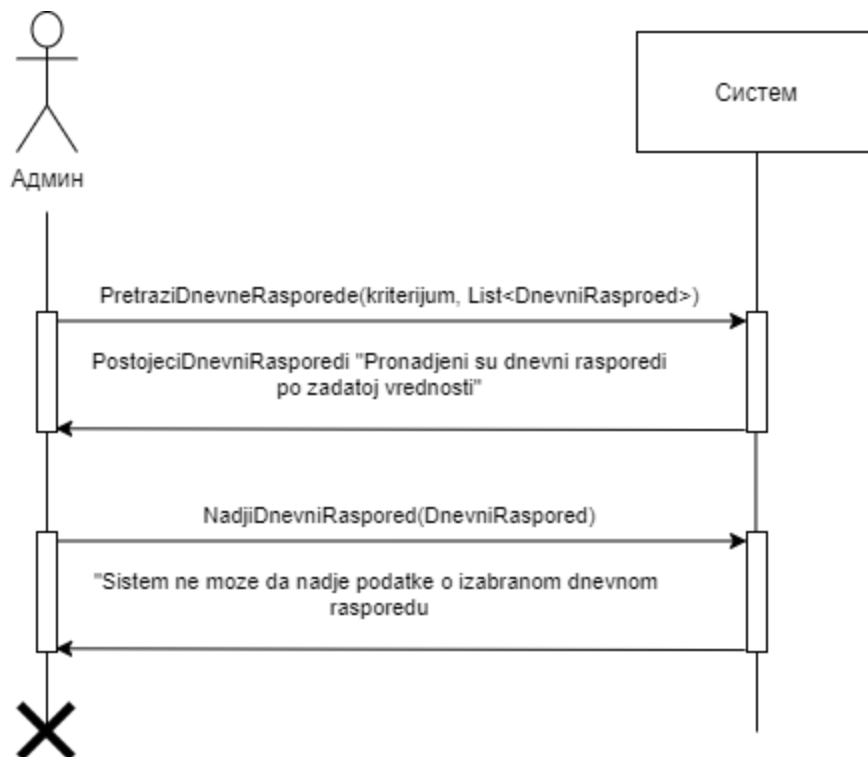 Систем
Админ
PretraziDnevneRasporede(kriterijum, List<DnevniRasproed>)
PostojeciDnevniRasporedi "Pronadjeni su dnevni rasporedi
po zadatoj vrednosti"
NadjiDnevniRaspored(DnevniRaspored)
"Sistem ne moze da nadje podatke o izabranom dnevnom
rasporedu